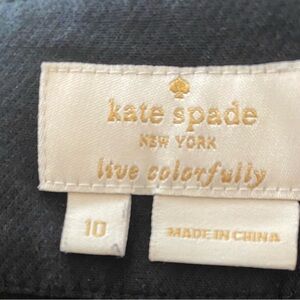 kate spade
NEW YORK
live colorfully
10
MADE IN CHINA